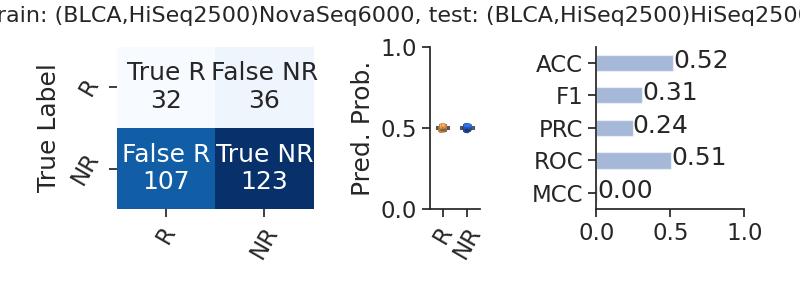 rain: (BLCA,HiSeq2500)NovaSeq6000, test: (BLCA,HiSeq2500)HiSeq250
True Label
R
NR
True R
32
False NR
36
False R
107
True NR
123
R
NR
Pred. Prob.
1.0
0.5
0.0
R
NR
ACC
F1
PRC
ROC
MCC
0.52
0.31
0.24
0.51
0.00
0.0
0.5
1.0